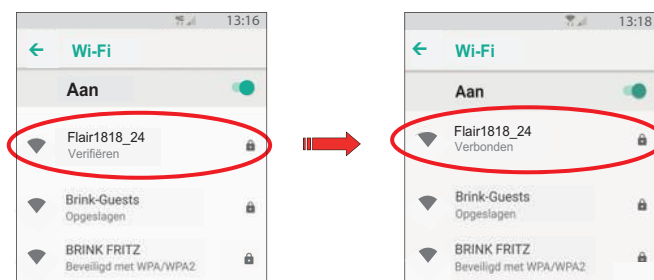 13:16
Wi-Fi
Aan
Flair1818_24
Verifiëren
Brink-Guests
Opgeslagen
BRINK FRITZ
Beveiligd met WPA/WPA2
13:18
Wi-Fi
Aan
Flair1818_24
Verbonden
Brink-Guests
Opgeslagen
BRINK FRITZ
Beveiligd met WPA/WPA2